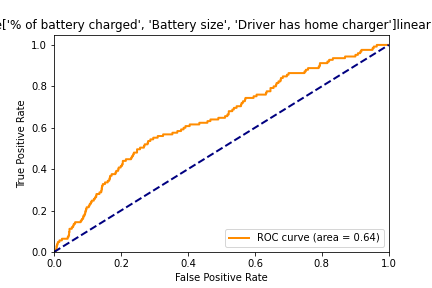 e['% of battery charged', 'Battery size', 'Driver has home charger']linear
1.0
0.8
0.6
0.4
0.2
0.0
True Positive Rate
ROC curve (area = 0.64)
0.0 0.2 0.4 0.6 0.8 1.0
False Positive Rate